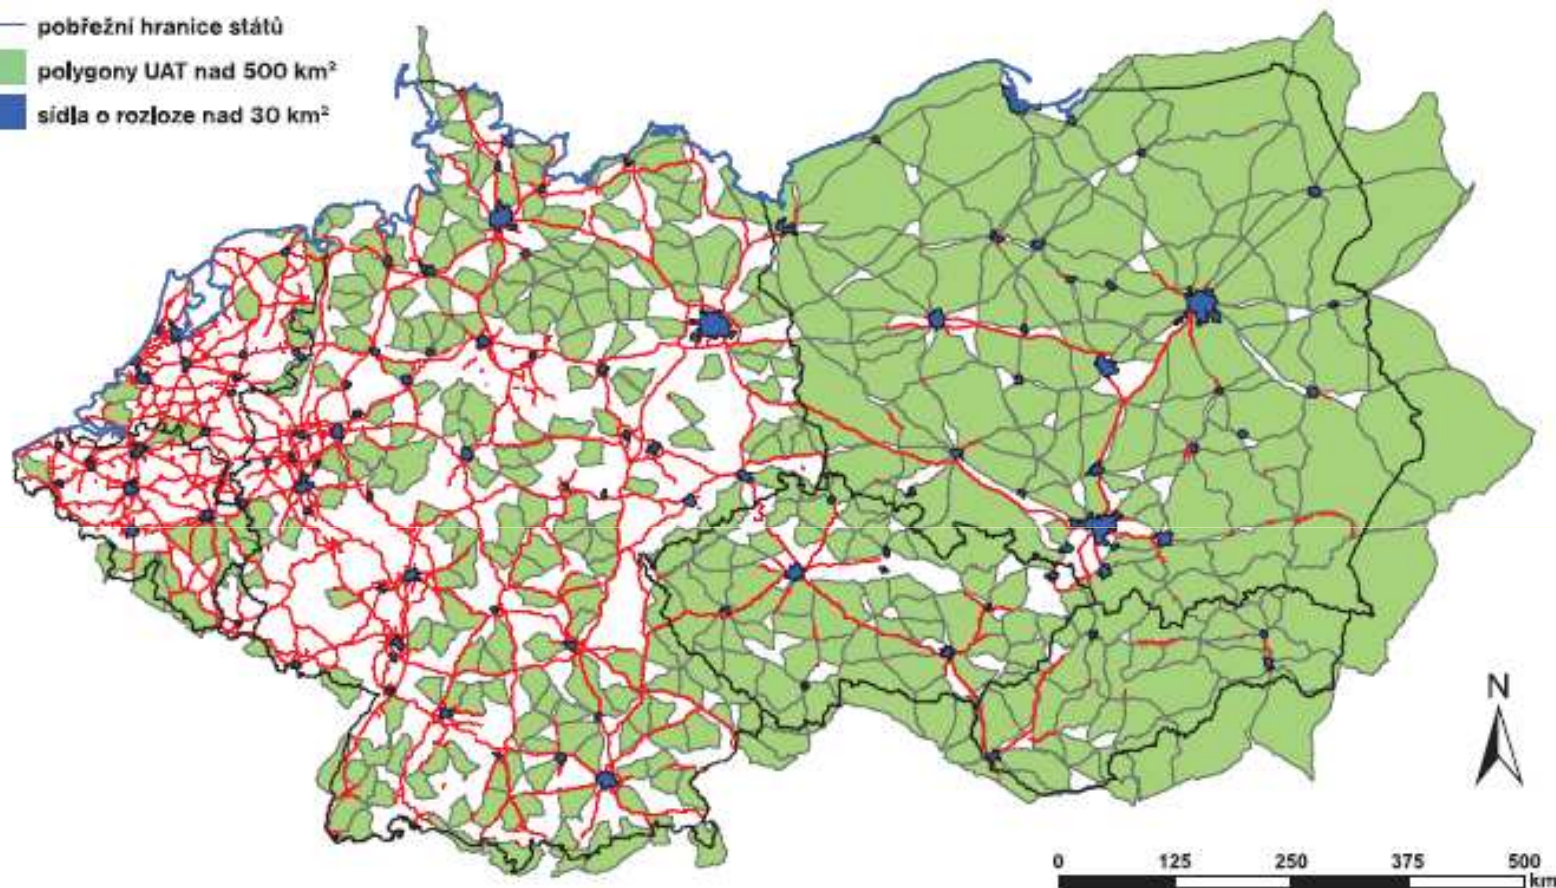 pobřežní hranice států
polygony UAT nad 500 km²
sídla o rozloze nad 30 km²
N
0 125 250 375 500
km